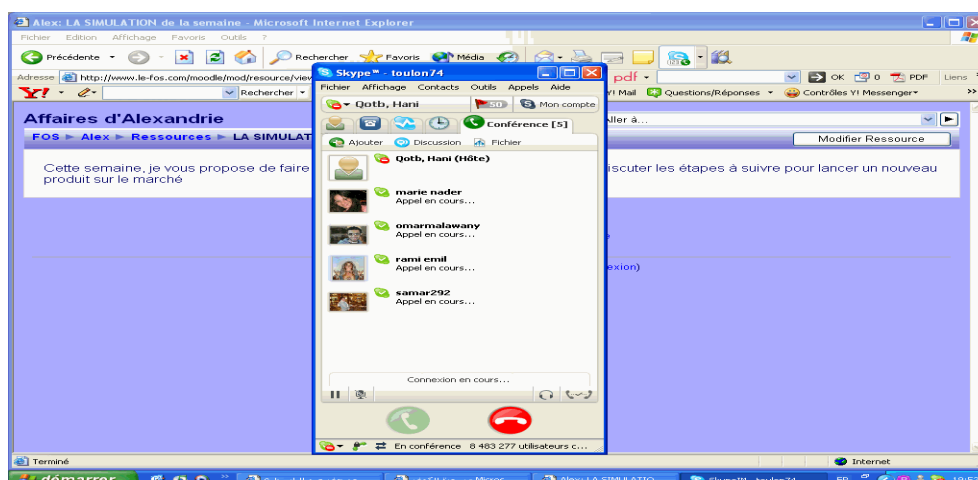 Alex: LA SIMULATION de la semaine - Microsoft Internet Explorer
Fichier Edition Affichage Favoris Outils ?
Précédente Rechercher Favoris Média
Adresse http://www.le-fos.com/moodle/mod/resource/view pdf OK 0 PDF Liens
Y! Rechercher Y! Mail Questions/Réponses Contrôles Y! Messenger
Affaires d'Alexandrie
Aller à...
FOS ► Alex ► Ressources ► LA SIMULAT
Modifier Ressource
Cette semaine, je vous propose de faire iscuter les étapes à suivre pour lancer un nouveau
produit sur le marché
exion)
Skype™ - toulon74
Fichier Affichage Contacts Outils Appels Aide
Qotb, Hani 50 Mon compte
Conférence [5]
Ajouter Discussion Fichier
Qotb, Hani (Hôte)
marie nader
Appel en cours...
omarmalawany
Appel en cours...
rami emil
Appel en cours...
samar292
Appel en cours...
Connexion en cours...
En conférence 8 483 277 utilisateurs c...
Terminé Internet
démarrer Alex: LA SIMULATIO... Skype™ - toulon74 FR